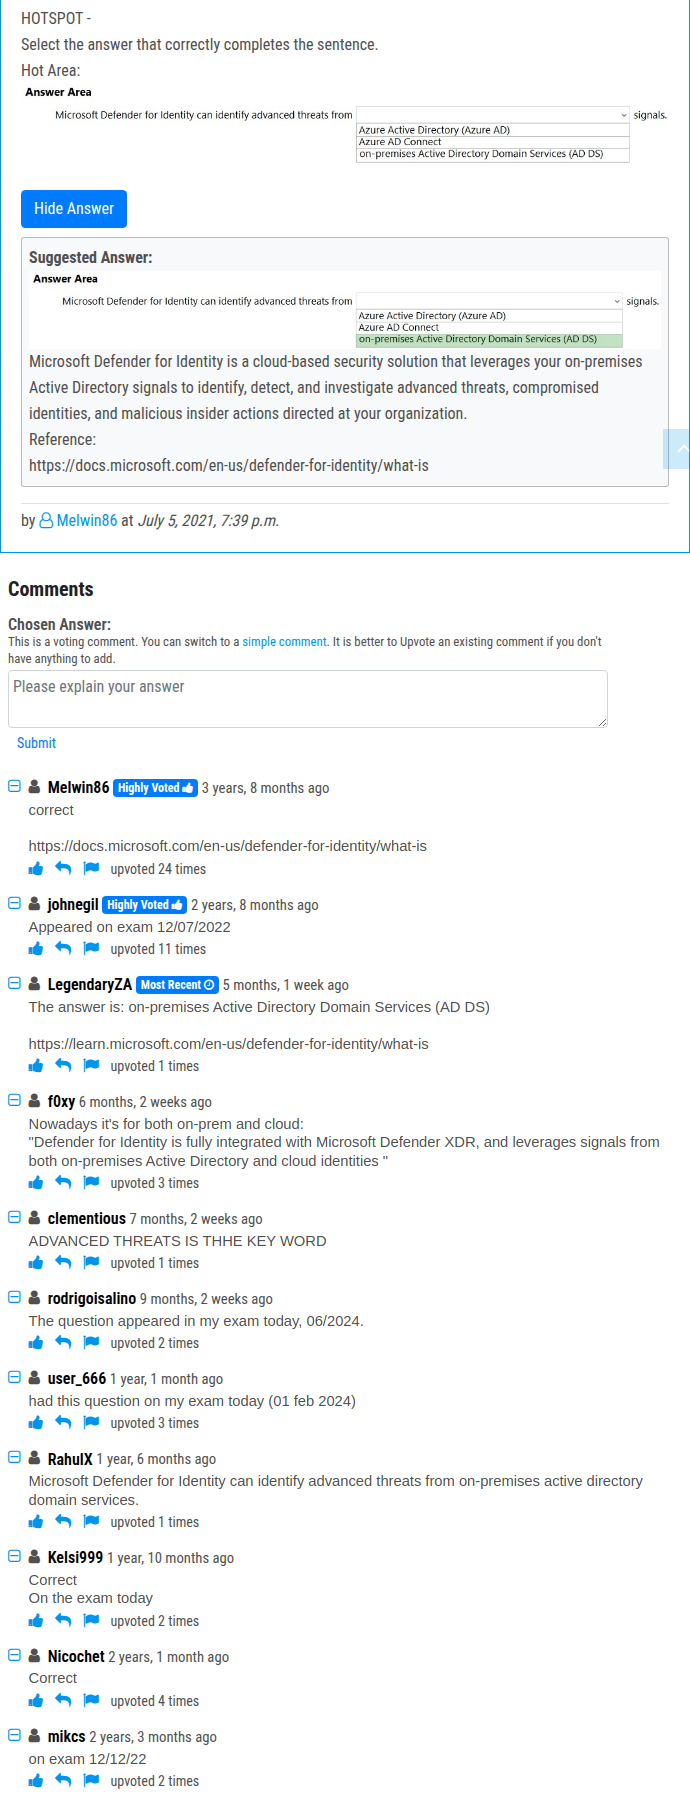 HOTSPOT -
Select the answer that correctly completes the sentence.
Hot Area:
Answer Area
Microsoft Defender for Identity can identify advanced threats from signals.
Azure Active Directory (Azure AD)
Azure AD Connect
on-premises Active Directory Domain Services (AD DS)
Hide Answer
Suggested Answer:
Answer Area
Microsoft Defender for Identity can identify advanced threats from signals.
Azure Active Directory (Azure AD)
Azure AD Connect
on-premises Active Directory Domain Services (AD DS)
Microsoft Defender for Identity is a cloud-based security solution that leverages your on-premises
Active Directory signals to identify, detect, and investigate advanced threats, compromised
identities, and malicious insider actions directed at your organization.
Reference:
https://docs.microsoft.com/en-us/defender-for-identity/what-is
by Melwin86 at July 5, 2021, 7:39 p.m.
Comments
Chosen Answer:
This is a voting comment. You can switch to a simple comment. It is better to Upvote an existing comment if you don't
have anything to add.
Please explain your answer
Submit
Melwin86 Highly Voted 3 years, 8 months ago
correct
https://docs.microsoft.com/en-us/defender-for-identity/what-is
upvoted 24 times
johnegil Highly Voted 2 years, 8 months ago
Appeared on exam 12/07/2022
upvoted 11 times
LegendaryZA Most Recent 5 months, 1 week ago
The answer is: on-premises Active Directory Domain Services (AD DS)
https://learn.microsoft.com/en-us/defender-for-identity/what-is
upvoted 1 times
f0xy 6 months, 2 weeks ago
Nowadays it's for both on-prem and cloud:
"Defender for Identity is fully integrated with Microsoft Defender XDR, and leverages signals from
both on-premises Active Directory and cloud identities "
upvoted 3 times
clementious 7 months, 2 weeks ago
ADVANCED THREATS IS THHE KEY WORD
upvoted 1 times
rodrigoisalino 9 months, 2 weeks ago
The question appeared in my exam today, 06/2024.
upvoted 2 times
user_666 1 year, 1 month ago
had this question on my exam today (01 feb 2024)
upvoted 3 times
RahulX 1 year, 6 months ago
Microsoft Defender for Identity can identify advanced threats from on-premises active directory
domain services.
upvoted 1 times
Kelsi999 1 year, 10 months ago
Correct
On the exam today
upvoted 2 times
Nicochet 2 years, 1 month ago
Correct
upvoted 4 times
mikcs 2 years, 3 months ago
on exam 12/12/22
upvoted 2 times